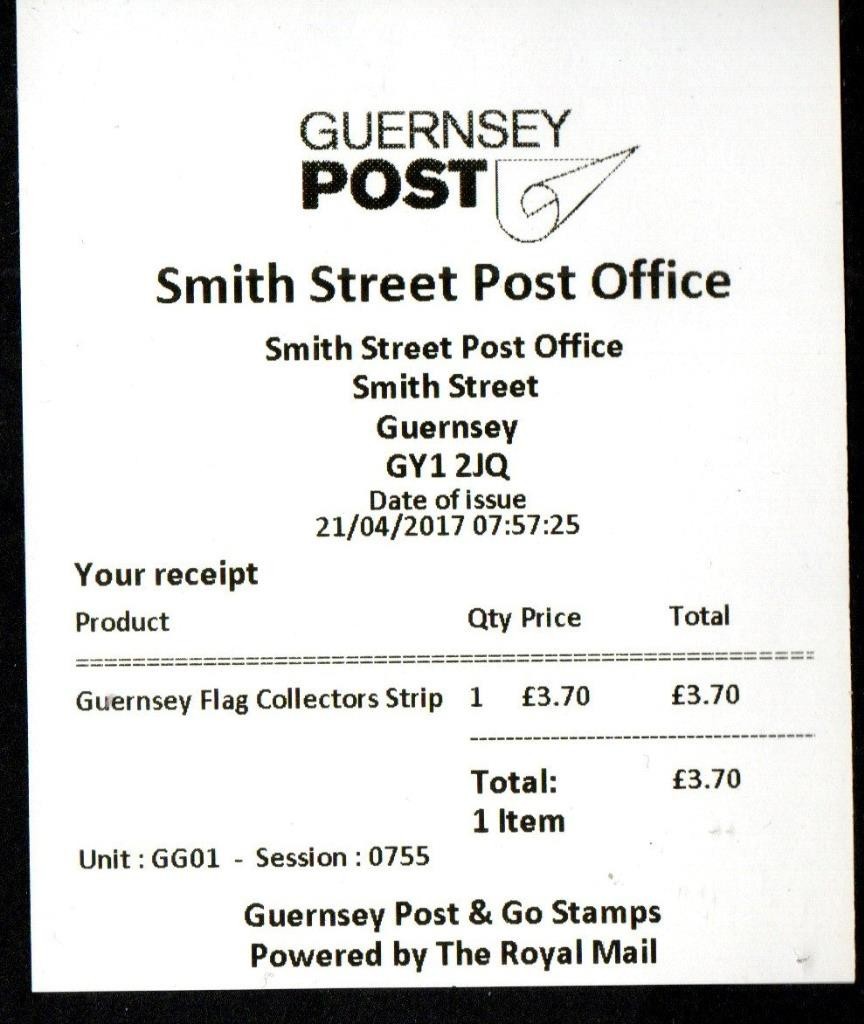 GUERNSEY
POST
Smith Street Post Office
Smith Street Post Office
Smith Street
Guernsey
GY1 2JQ
Date of issue
21/04/2017 07:57:25
Your receipt
Product Qty Price Total
Guernsey Flag Collectors Strip 1 £3.70 £3.70
Total: £3.70
1 Item
Unit : GG01 - Session : 0755
Guernsey Post & Go Stamps
Powered by The Royal Mail